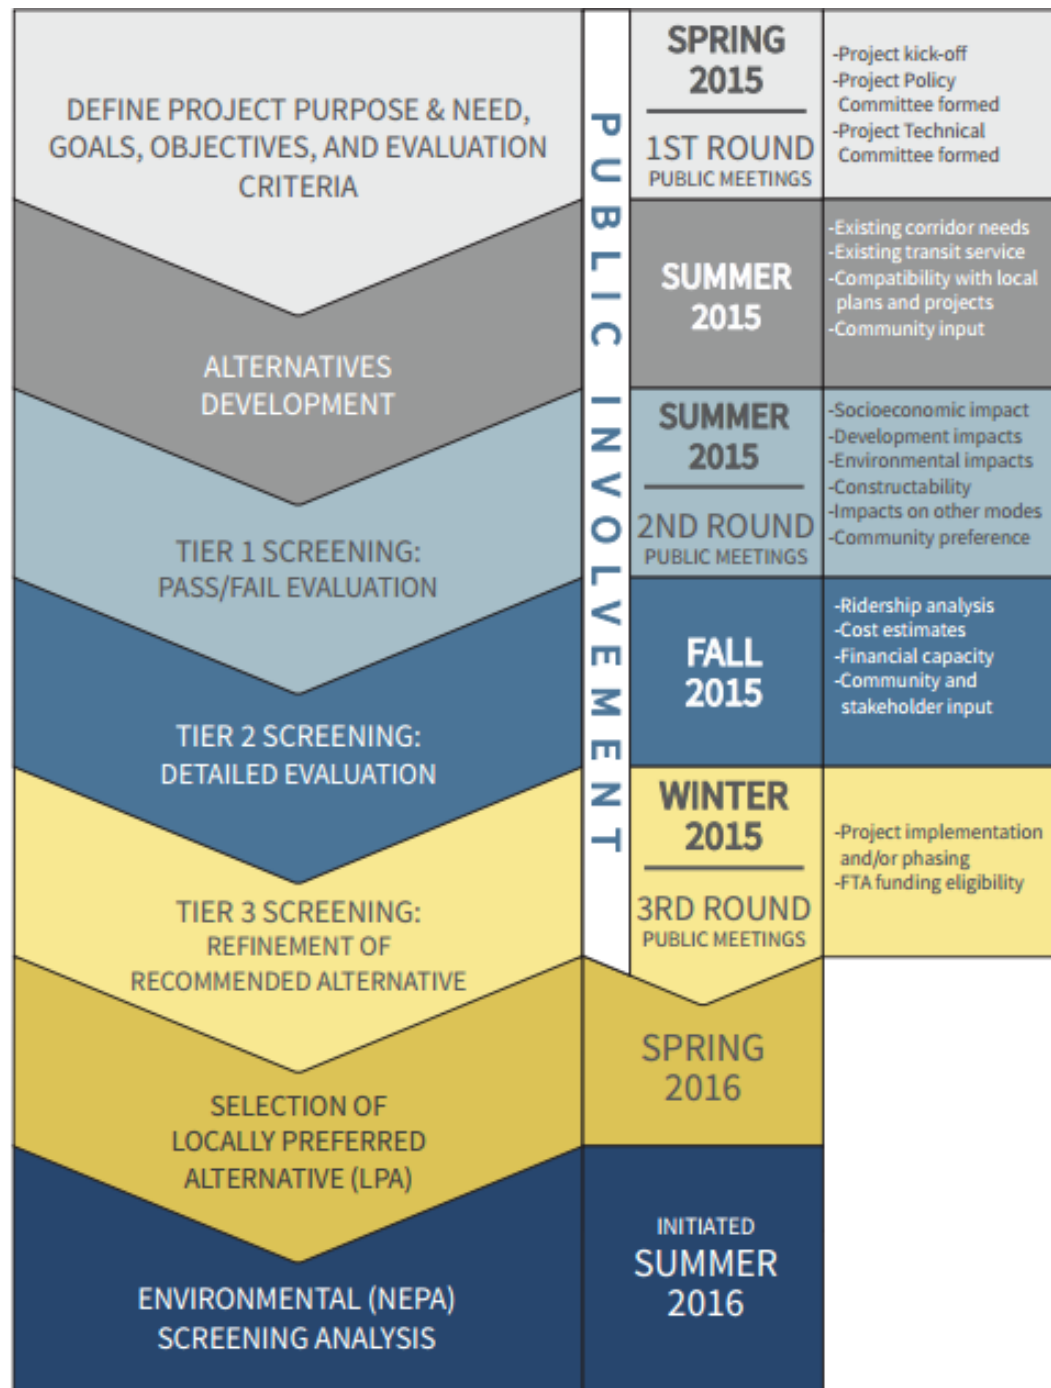 DEFINE PROJECT PURPOSE & NEED,
GOALS, OBJECTIVES, AND EVALUATION
CRITERIA
PUBLIC INVOLVEMENT
SPRING
2015
1ST ROUND
PUBLIC MEETINGS
-Project kick-off
-Project Policy
Committee formed
-Project Technical
Committee formed
ALTERNATIVES
DEVELOPMENT
SUMMER
2015
-Existing corridor needs
-Existing transit service
-Compatibility with local
plans and projects
-Community input
TIER 1 SCREENING:
PASS/FAIL EVALUATION
SUMMER
2015
2ND ROUND
PUBLIC MEETINGS
-Socioeconomic impact
-Development impacts
-Environmental impacts
-Constructability
-Impacts on other modes
-Community preference
TIER 2 SCREENING:
DETAILED EVALUATION
FALL
2015
-Ridership analysis
-Cost estimates
-Financial capacity
-Community and
stakeholder input
TIER 3 SCREENING:
REFINEMENT OF
RECOMMENDED ALTERNATIVE
WINTER
2015
3RD ROUND
PUBLIC MEETINGS
-Project implementation
and/or phasing
-FTA funding eligibility
SELECTION OF
LOCALLY PREFERRED
ALTERNATIVE (LPA)
SPRING
2016
ENVIRONMENTAL (NEPA)
SCREENING ANALYSIS
INITIATED
SUMMER
2016